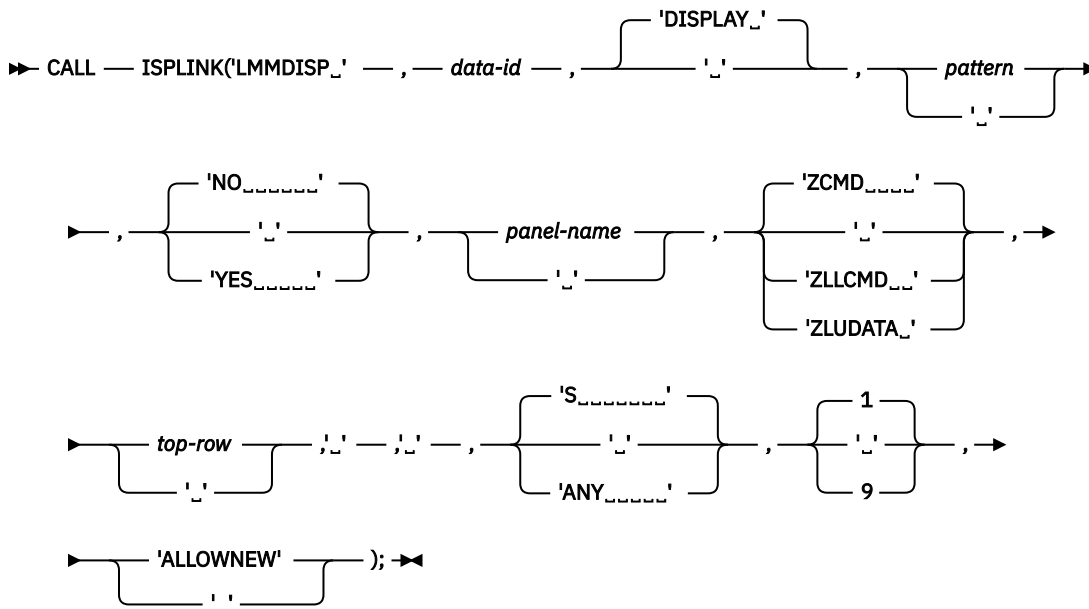 'DISPLAY␣'
CALL ISPLINK('LMMDISP␣' , data-id , '␣' , pattern
'␣'
'NO␣␣␣␣␣␣' 'ZCMD␣␣␣␣'
, '␣' , panel-name , '␣' ,
'YES␣␣␣␣␣' '␣' 'ZLLCMD␣␣'
'ZLUDATA␣'
'S␣␣␣␣␣␣␣' 1
top-row ,'␣' ,'␣' , '␣' , '␣' ,
'␣' 'ANY␣␣␣␣␣' 9
'ALLOWNEW' );
' '